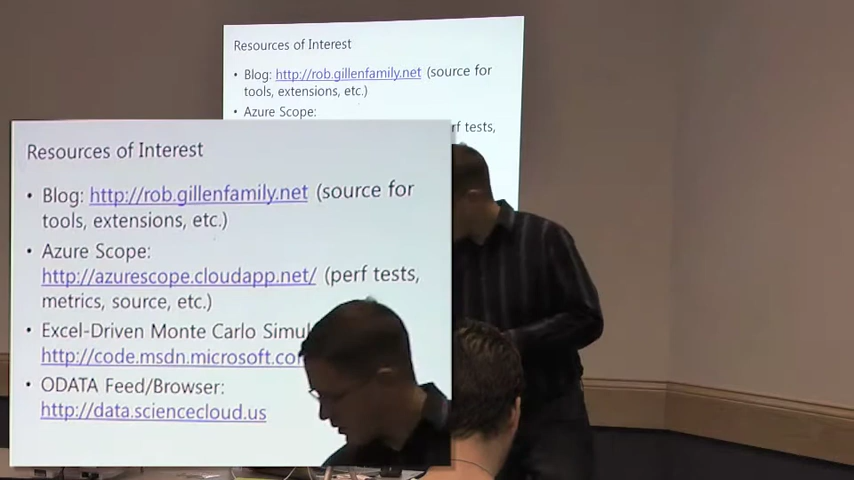 Resources of Interest
• Blog: http://rob.gillenfamily.net (source for
tools, extensions, etc.)
• Azure Scope:
rf tests,
Resources of Interest
• Blog: http://rob.gillenfamily.net (source for
tools, extensions, etc.)
• Azure Scope:
http://azurescope.cloudapp.net/ (perf tests,
metrics, source, etc.)
• Excel-Driven Monte Carlo Simul
http://code.msdn.microsoft.co
• ODATA Feed/Browser:
http://data.sciencecloud.us